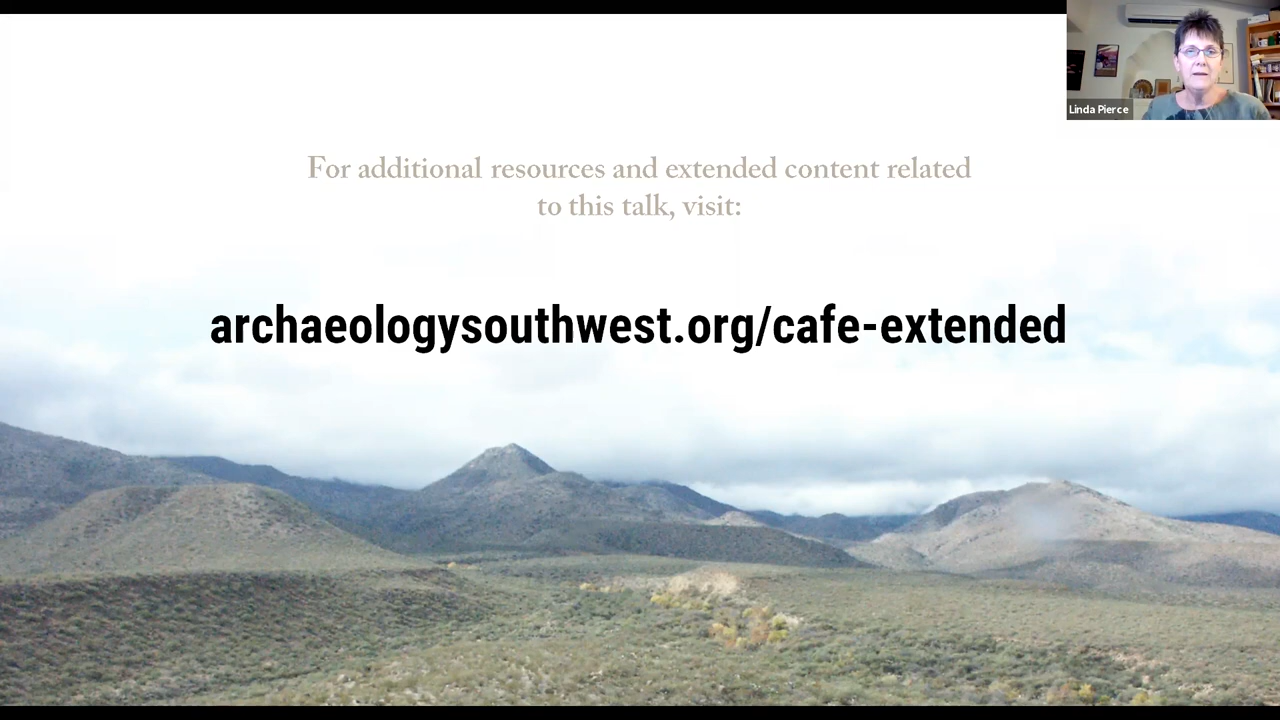 For additional resources and extended content related
to this talk, visit:
archaeologysouthwest.org/cafe-extended
Linda Pierce